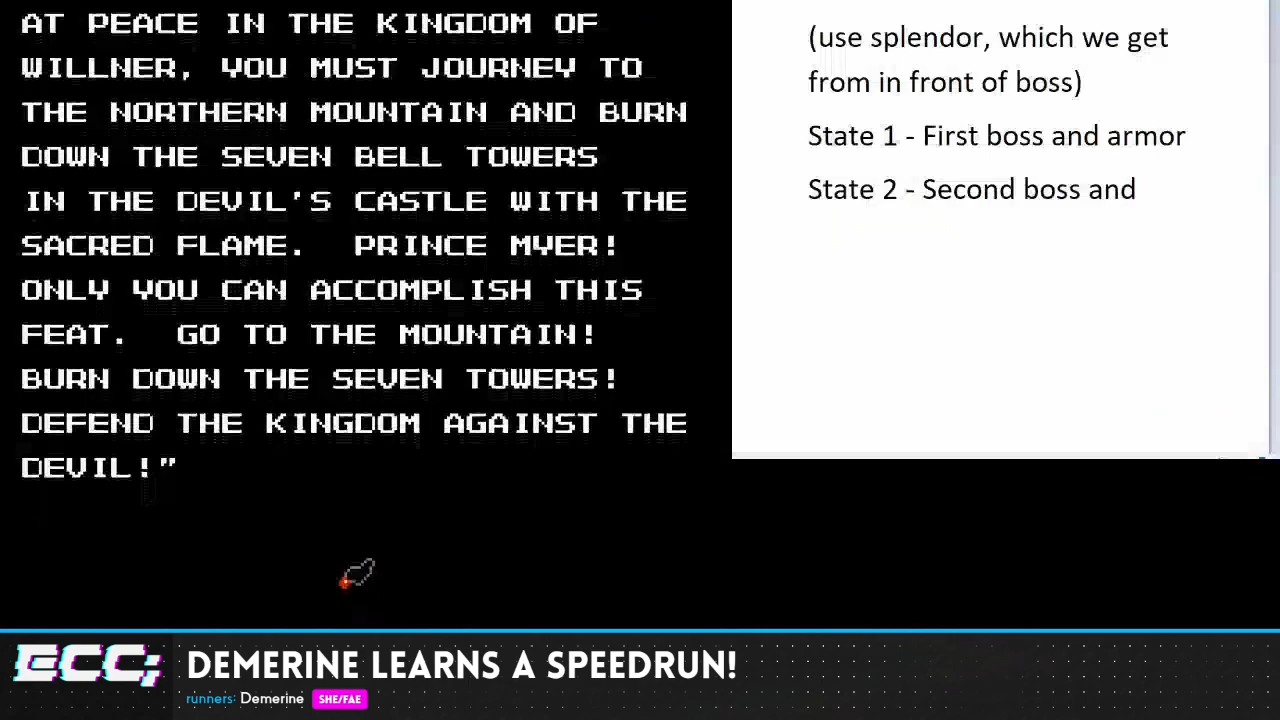 AT PEACE IN THE KINGDOM OF
WILLNER, YOU MUST JOURNEY TO
THE NORTHERN MOUNTAIN AND BURN
DOWN THE SEVEN BELL TOWERS
IN THE DEVIL'S CASTLE WITH THE
SACRED FLAME. PRINCE MYER!
ONLY YOU CAN ACCOMPLISH THIS
FEAT. GO TO THE MOUNTAIN!
BURN DOWN THE SEVEN TOWERS!
DEFEND THE KINGDOM AGAINST THE
DEVIL!"
(use splendor, which we get
from in front of boss)
State 1 - First boss and armor
State 2 - Second boss and
ECC;
DEMERINE LEARNS A SPEEDRUN!
runners: Demerine SHE/FAE